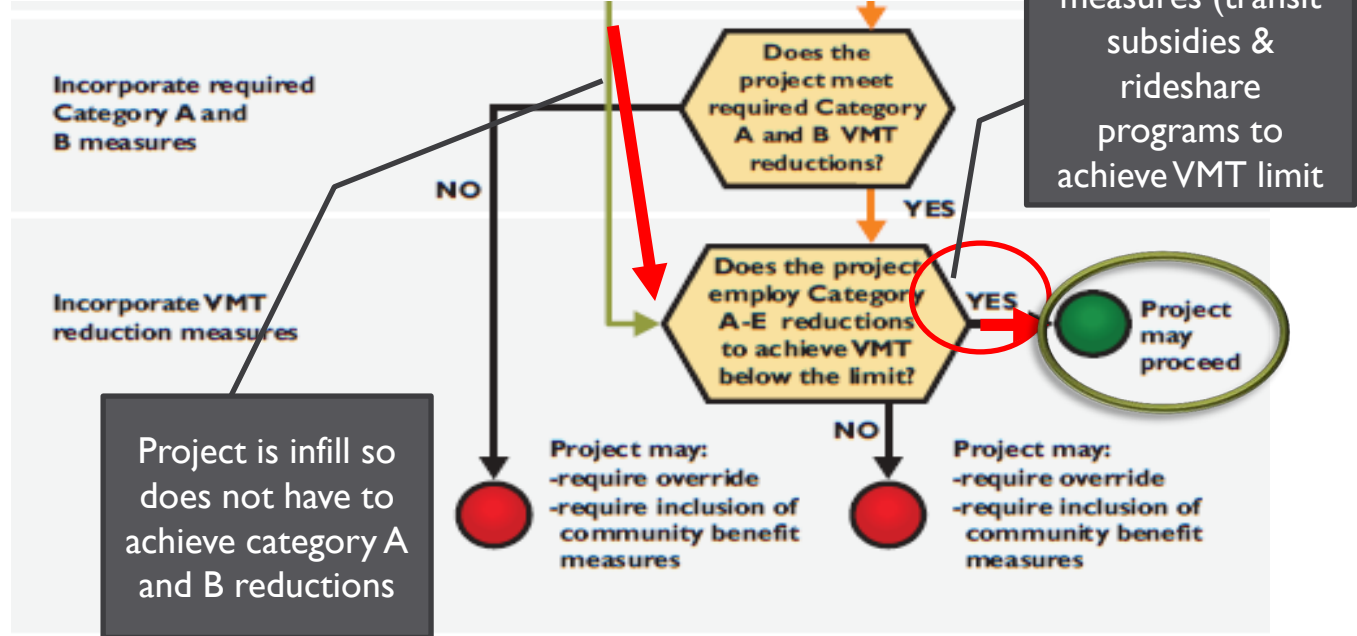 measures (transit
subsidies &
rideshare
programs to
achieve VMT limit
Incorporate required
Category A and
B measures
Does the
project meet
required Category
A and B VMT
reductions?
NO
YES
Incorporate VMT
reduction measures
Does the project
employ Category
A-E reductions
to achieve VMT
below the limit?
YES
Project
may
proceed
NO
Project is infill so
does not have to
achieve category A
and B reductions
Project may:
-require override
-require inclusion of
community benefit
measures
Project may:
-require override
-require inclusion of
community benefit
measures